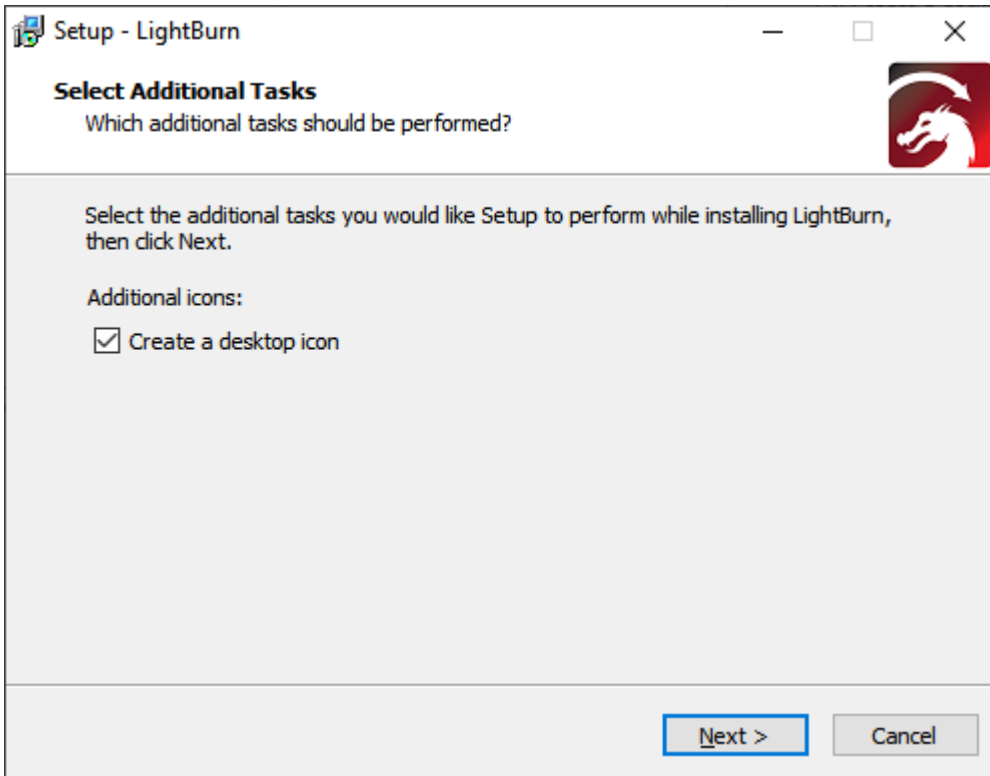 Setup - LightBurn
Select Additional Tasks
Which additional tasks should be performed?
Select the additional tasks you would like Setup to perform while installing LightBurn,
then click Next.
Additional icons:
Create a desktop icon
Next >
Cancel